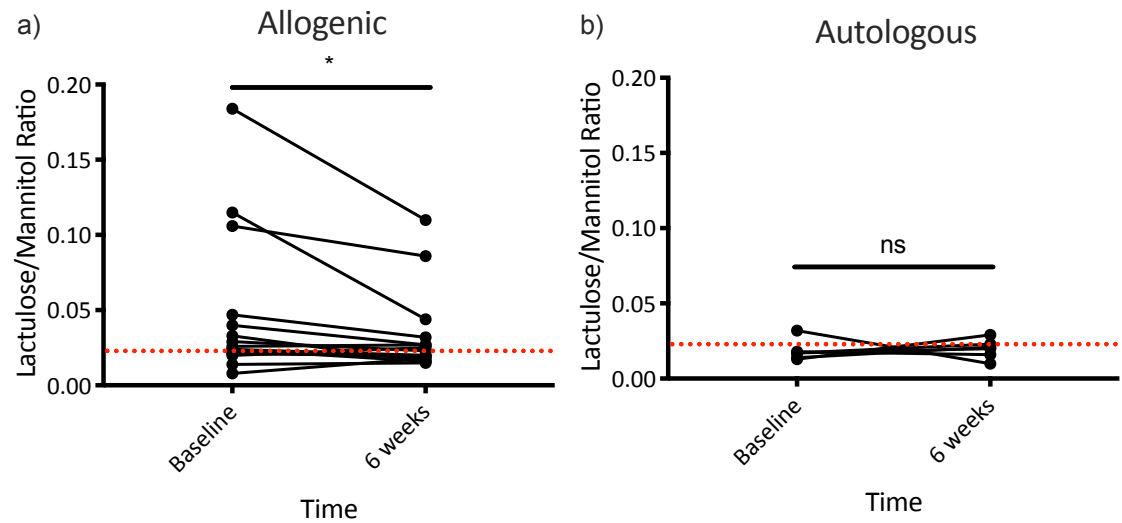 a)
Allogenic
*
Lactulose/Mannitol Ratio
0.20
0.15
0.10
0.05
0.00
Baseline
6 weeks
Time
b)
Autologous
ns
Lactulose/Mannitol Ratio
0.20
0.15
0.10
0.05
0.00
Baseline
6 weeks
Time